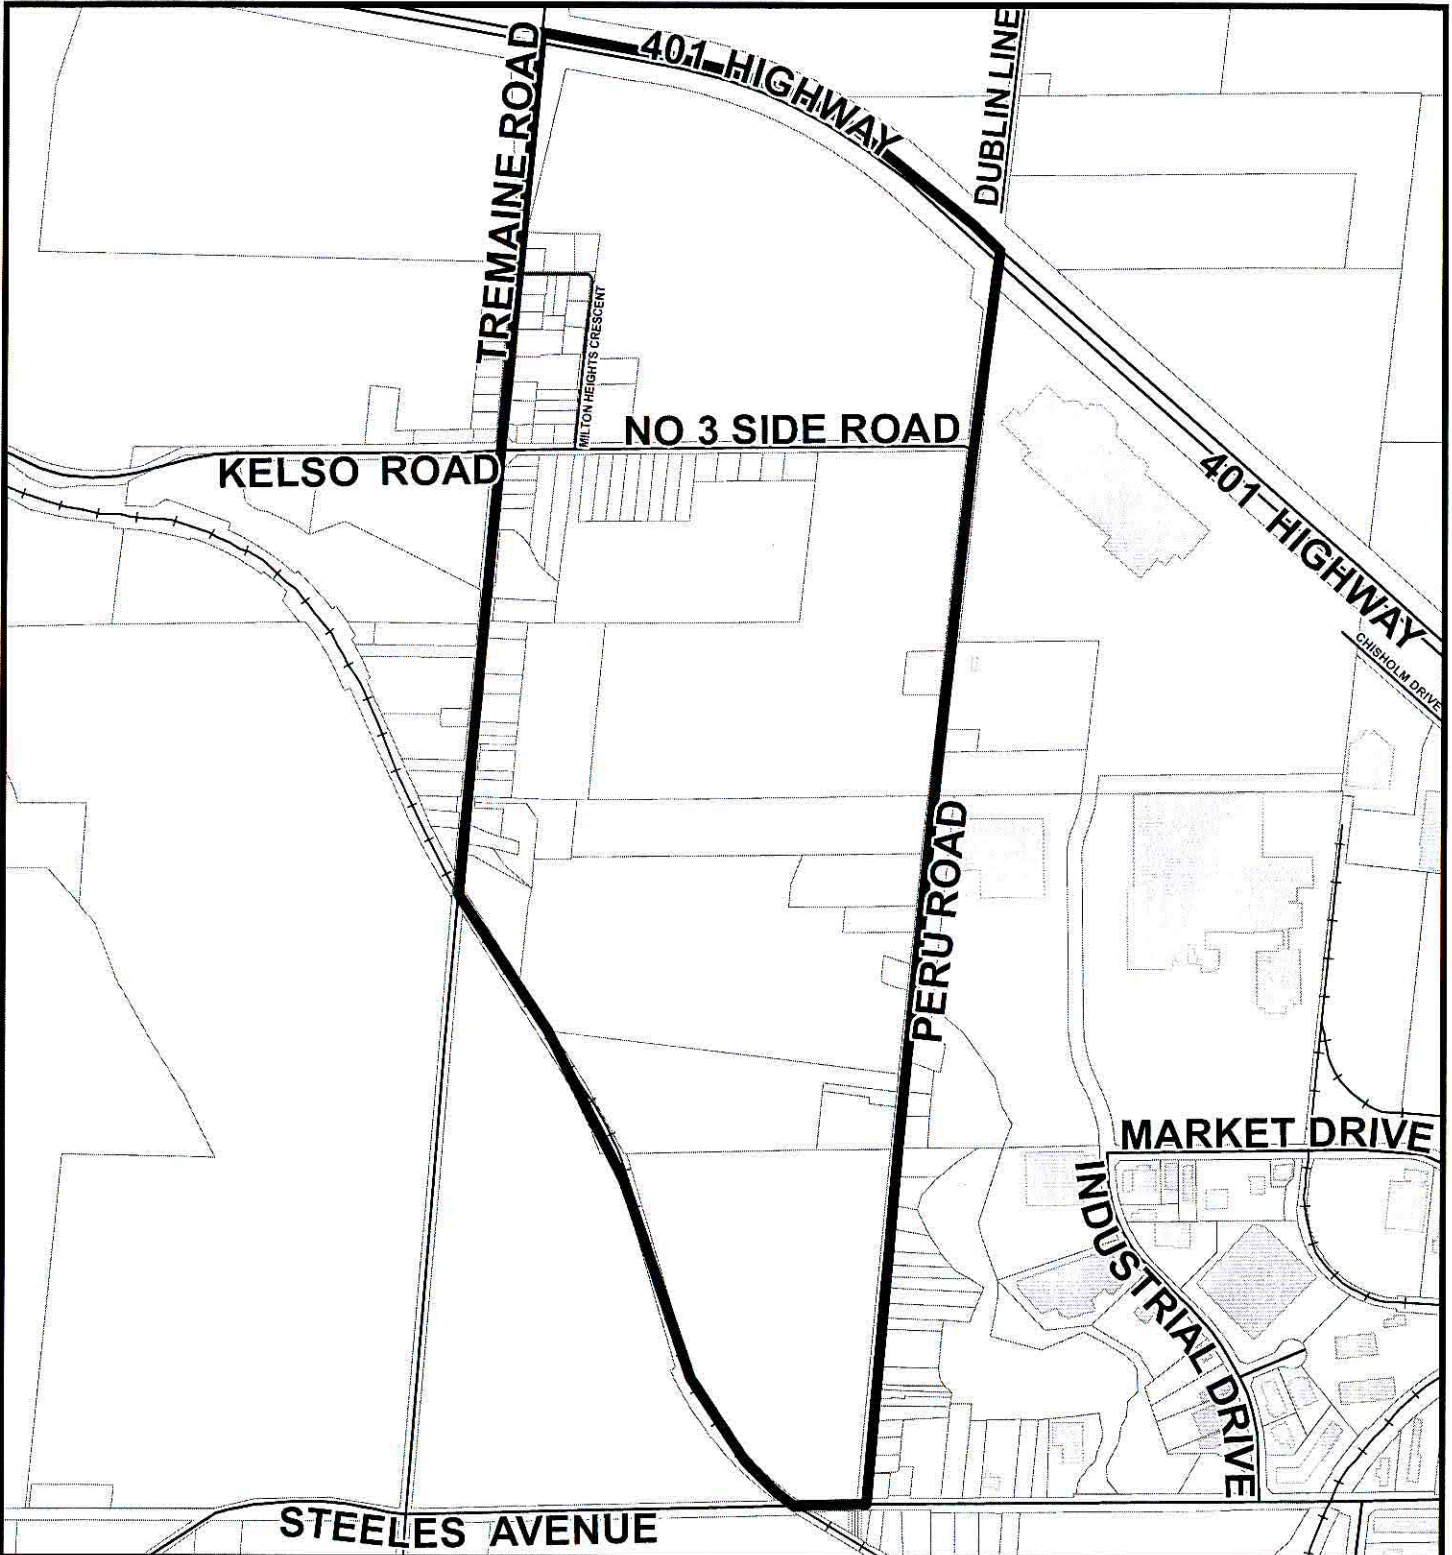 401 HIGHWAY
TREMAINE ROAD
DUBLIN LINE
MILTON HEIGHTS CRESCENT
NO 3 SIDE ROAD
KELSO ROAD
401 HIGHWAY
CHISHOLM DRIVE
PERU ROAD
MARKET DRIVE
INDUSTRIAL DRIVE
STEELES AVENUE